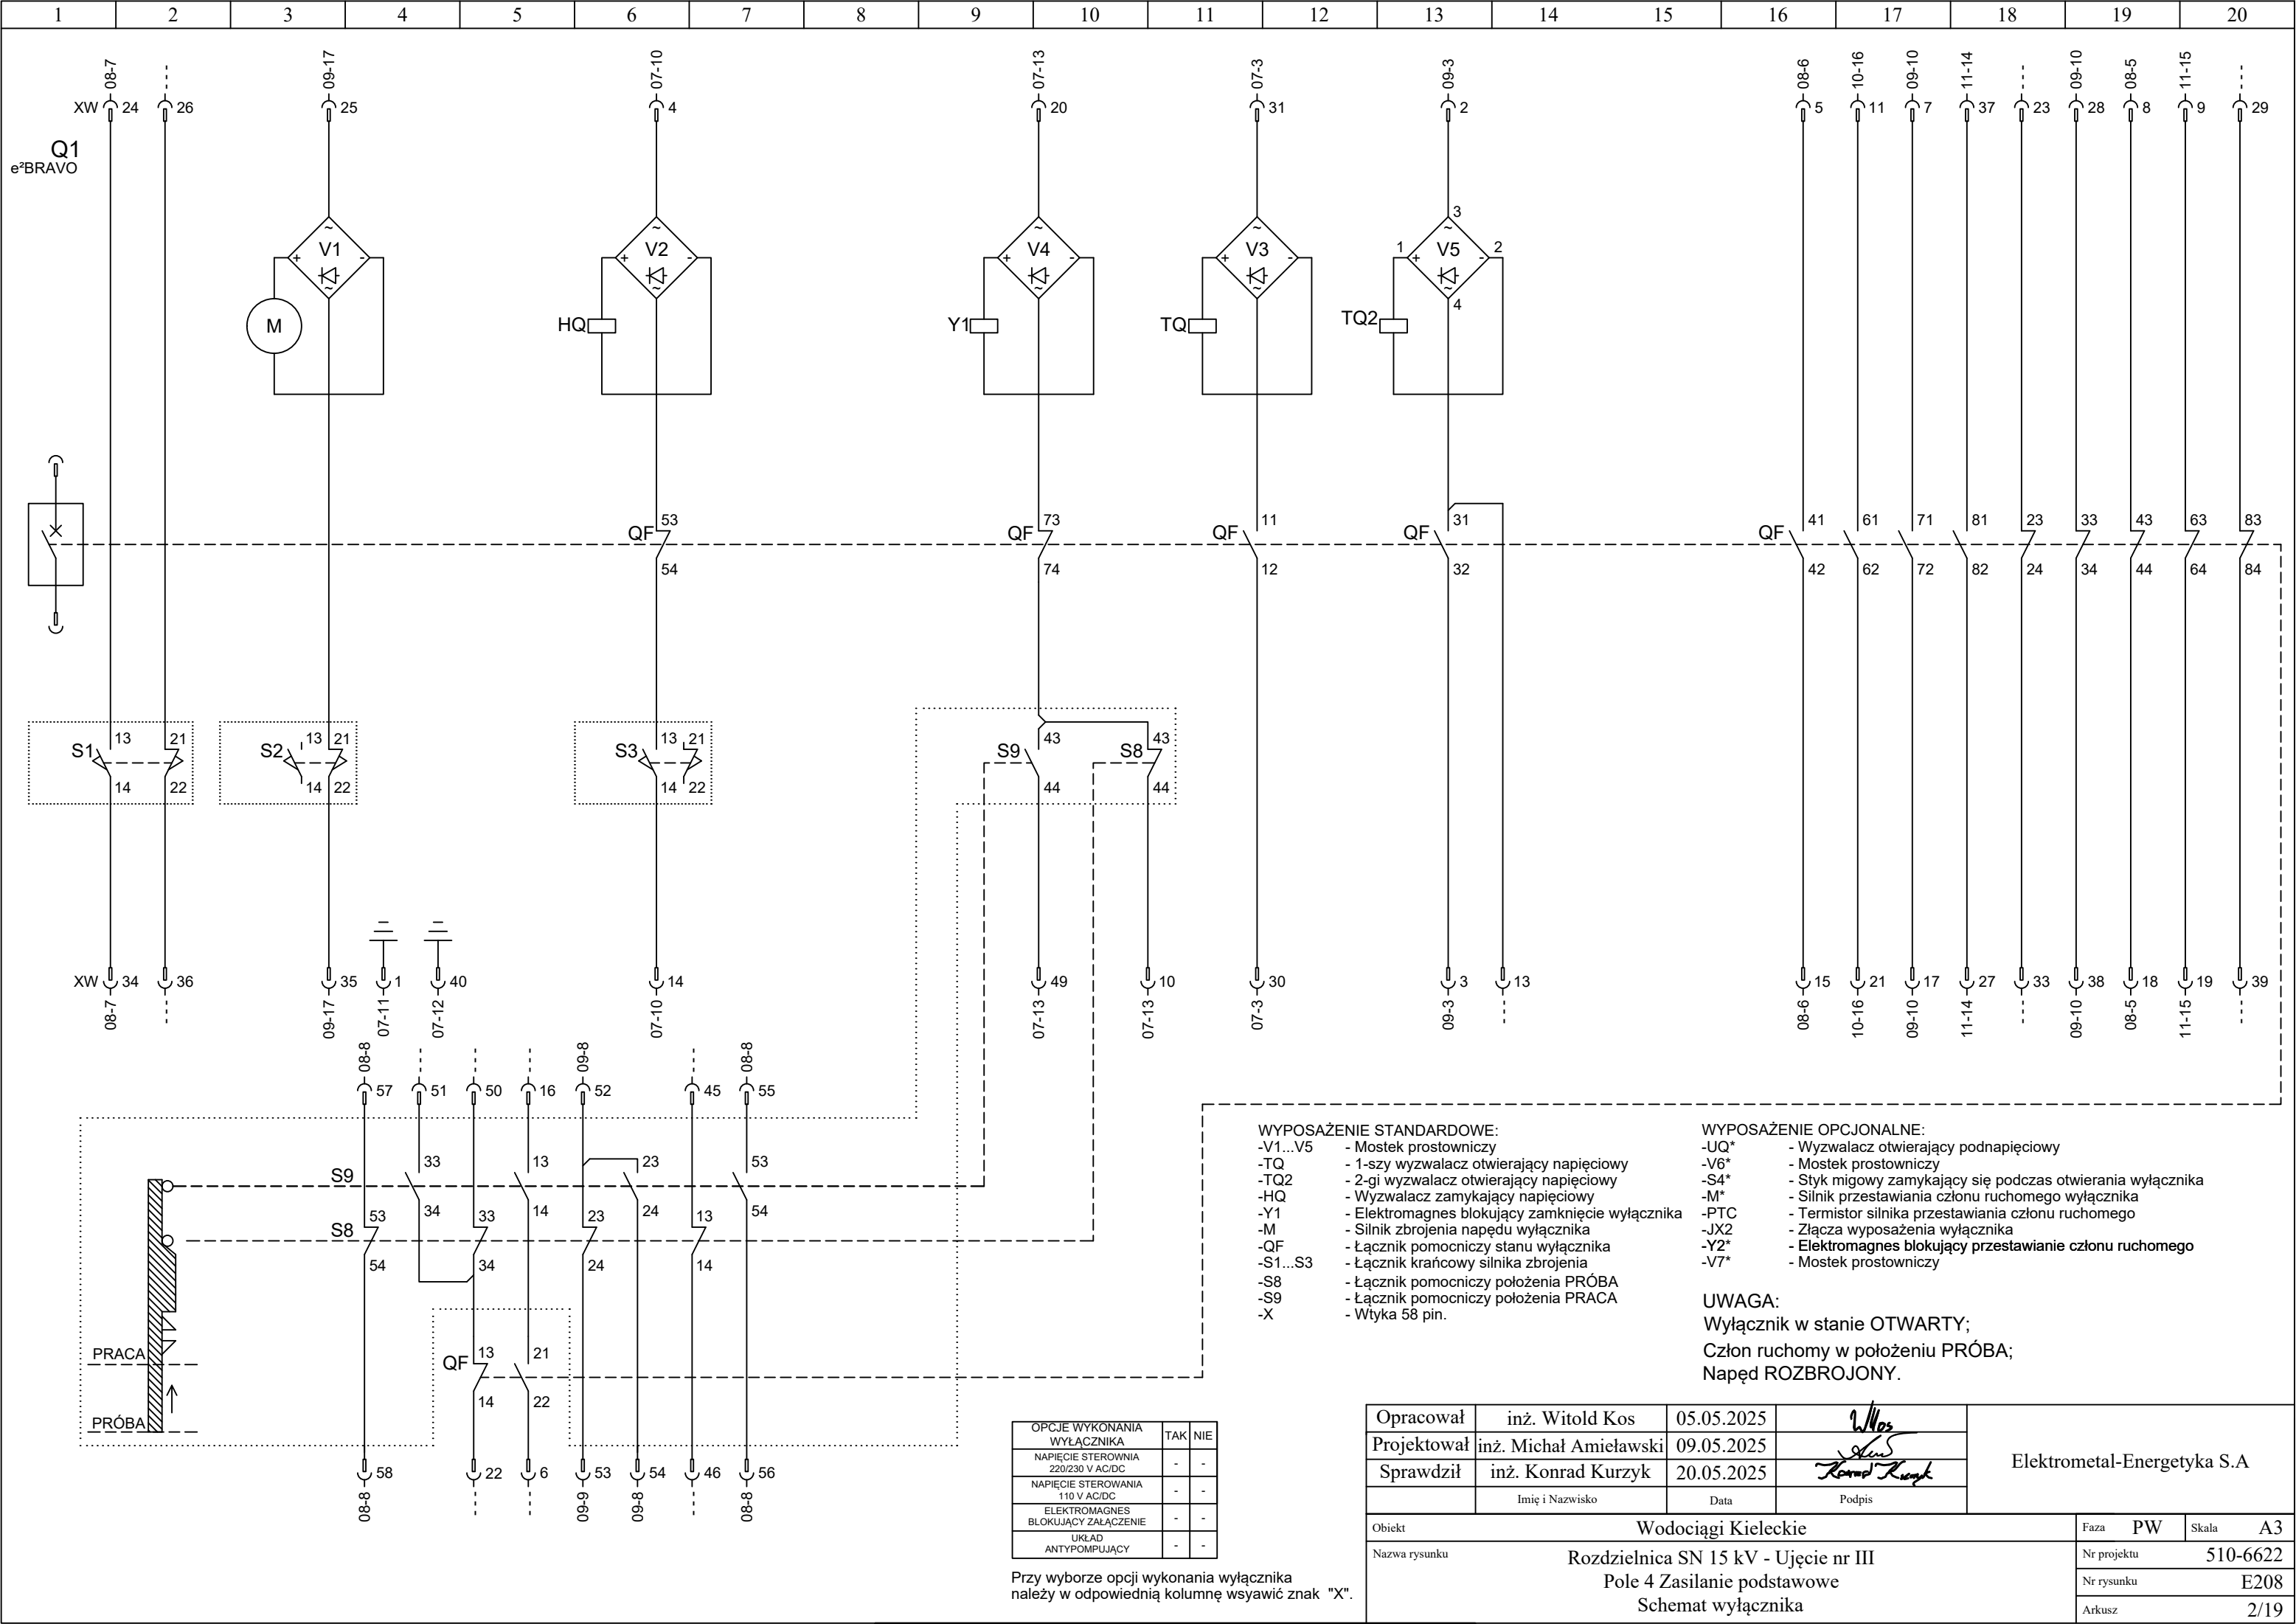 1 2 3 4 5 6 7 8 9 10 11 12 13 14 15 16 17 18 19 20
08-7 ---- 09-17 07-10 07-13 07-3 09-3 08-6 10-16 09-10 11-14 ---- 09-10 08-5 11-15 ----
XW 24 26 25 4 20 31 2 5 11 7 37 23 28 8 9 29
Q1
e²BRAVO
3
~ ~ ~ ~ ~
V1 V2 V4 V3 1 V5 2
+ - + - + - + - + -
~ ~ ~ ~ ~
4
M HQ Y1 TQ TQ2
53 73 11 31 41 61 71 81 23 33 43 63 83
QF QF QF QF QF
54 74 12 32 42 62 72 82 24 34 44 64 84
13 21 13 21 13 21 43 43
S1 S2 S3 S9 S8
14 22 14 22 14 22 44 44
XW 34 36 35 1 40 14 49 10 30 3 13 15 21 17 27 33 38 18 19 39
08-7 ---- 09-17 07-11 07-12 07-10 07-13 07-13 07-3 09-3 ---- 08-6 10-16 09-10 11-14 ---- 09-10 08-5 11-15 ----
08-8 ---- ---- ---- 09-8 ---- 08-8
57 51 50 16 52 45 55
33 13 23 53
S9
34 14 24 54
53 33 23 13
S8
54 34 24 14
PRACA
PRÓBA
13 21
QF
14 22
58 22 6 53 54 46 56
08-8 ---- ---- 09-9 09-8 ---- 08-8
WYPOSAŻENIE STANDARDOWE:
-V1...V5 - Mostek prostowniczy
-TQ - 1-szy wyzwalacz otwierający napięciowy
-TQ2 - 2-gi wyzwalacz otwierający napięciowy
-HQ - Wyzwalacz zamykający napięciowy
-Y1 - Elektromagnes blokujący zamknięcie wyłącznika
-M - Silnik zbrojenia napędu wyłącznika
-QF - Łącznik pomocniczy stanu wyłącznika
-S1...S3 - Łącznik krańcowy silnika zbrojenia
-S8 - Łącznik pomocniczy położenia PRÓBA
-S9 - Łącznik pomocniczy położenia PRACA
-X - Wtyka 58 pin.
WYPOSAŻENIE OPCJONALNE:
-UQ* - Wyzwalacz otwierający podnapięciowy
-V6* - Mostek prostowniczy
-S4* - Styk migowy zamykający się podczas otwierania wyłącznika
-M* - Silnik przestawiania członu ruchomego wyłącznika
-PTC - Termistor silnika przestawiania członu ruchomego
-JX2 - Złącza wyposażenia wyłącznika
-Y2* - Elektromagnes blokujący przestawianie członu ruchomego
-V7* - Mostek prostowniczy
UWAGA:
Wyłącznik w stanie OTWARTY;
Człon ruchomy w położeniu PRÓBA;
Napęd ROZBROJONY.
OPCJE WYKONANIA
WYŁĄCZNIKA TAK NIE
NAPIĘCIE STEROWNIA
220/230 V AC/DC - -
NAPIĘCIE STEROWANIA
110 V AC/DC - -
ELEKTROMAGNES
BLOKUJĄCY ZAŁĄCZENIE - -
UKŁAD
ANTYPOMPUJĄCY - -
Przy wyborze opcji wykonania wyłącznika
należy w odpowiednią kolumnę wsyawić znak "X".
Opracował inż. Witold Kos 05.05.2025 WKos
Projektował inż. Michał Amieławski 09.05.2025
Sprawdził inż. Konrad Kurzyk 20.05.2025 Konrad Kurzyk
Imię i Nazwisko Data Podpis
Elektrometal-Energetyka S.A
Obiekt Wodociągi Kieleckie Faza PW Skala A3
Nazwa rysunku Rozdzielnica SN 15 kV - Ujęcie nr III Nr projektu 510-6622
Pole 4 Zasilanie podstawowe Nr rysunku E208
Schemat wyłącznika Arkusz 2/19